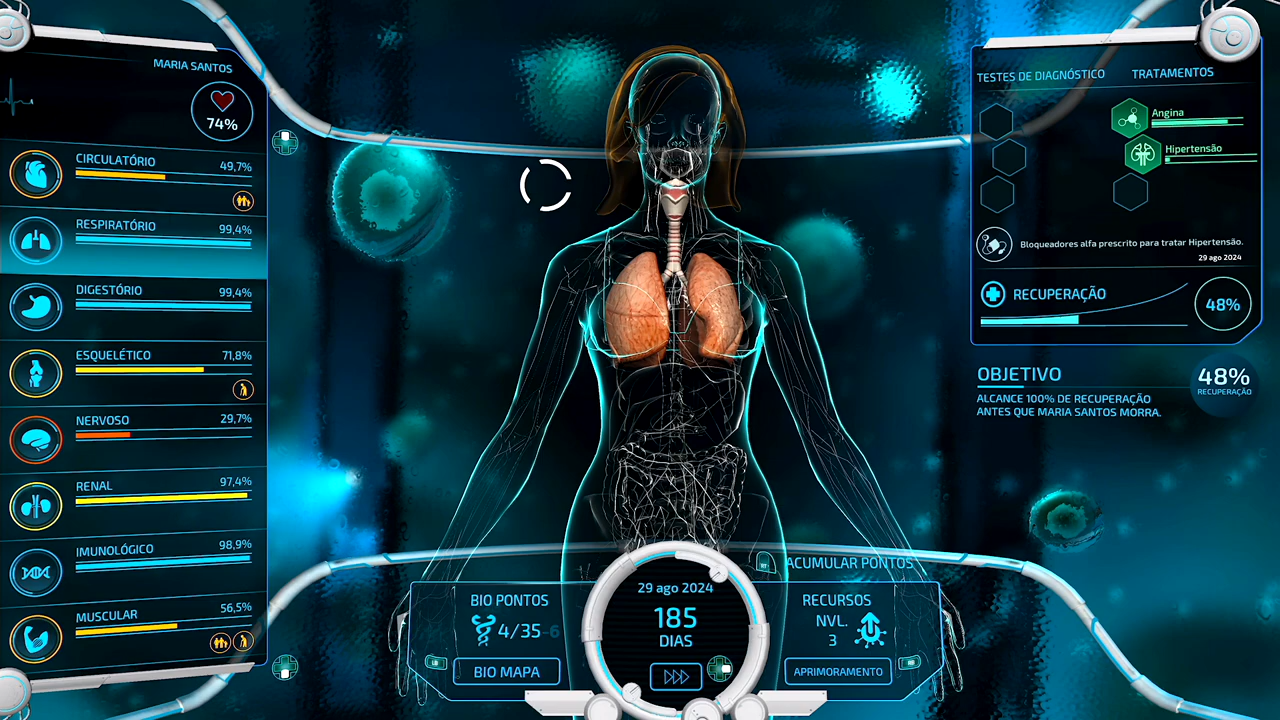 MARIA SANTOS
74%
CIRCULATÓRIO
49,7%
RESPIRATÓRIO
99,4%
DIGESTÓRIO
99,4%
ESQUELÉTICO
71,8%
NERVOSO
29,7%
RENAL
97,4%
IMUNOLÓGICO
98,9%
MUSCULAR
56,5%
TESTES DE DIAGNÓSTICO
TRATAMENTOS
Angina
Hipertensão
Bloqueadores alfa prescrito para tratar Hipertensão.
29 ago 2024
RECUPERAÇÃO
48%
OBJETIVO
ALCANCE 100% DE RECUPERAÇÃO
ANTES QUE MARIA SANTOS MORRA.
48%
RECUPERAÇÃO
RT
ACUMULAR PONTOS
BIO PONTOS
4/35 -6
BIO MAPA
29 ago 2024
185
DIAS
RECURSOS
NVL.
3
APRIMORAMENTO